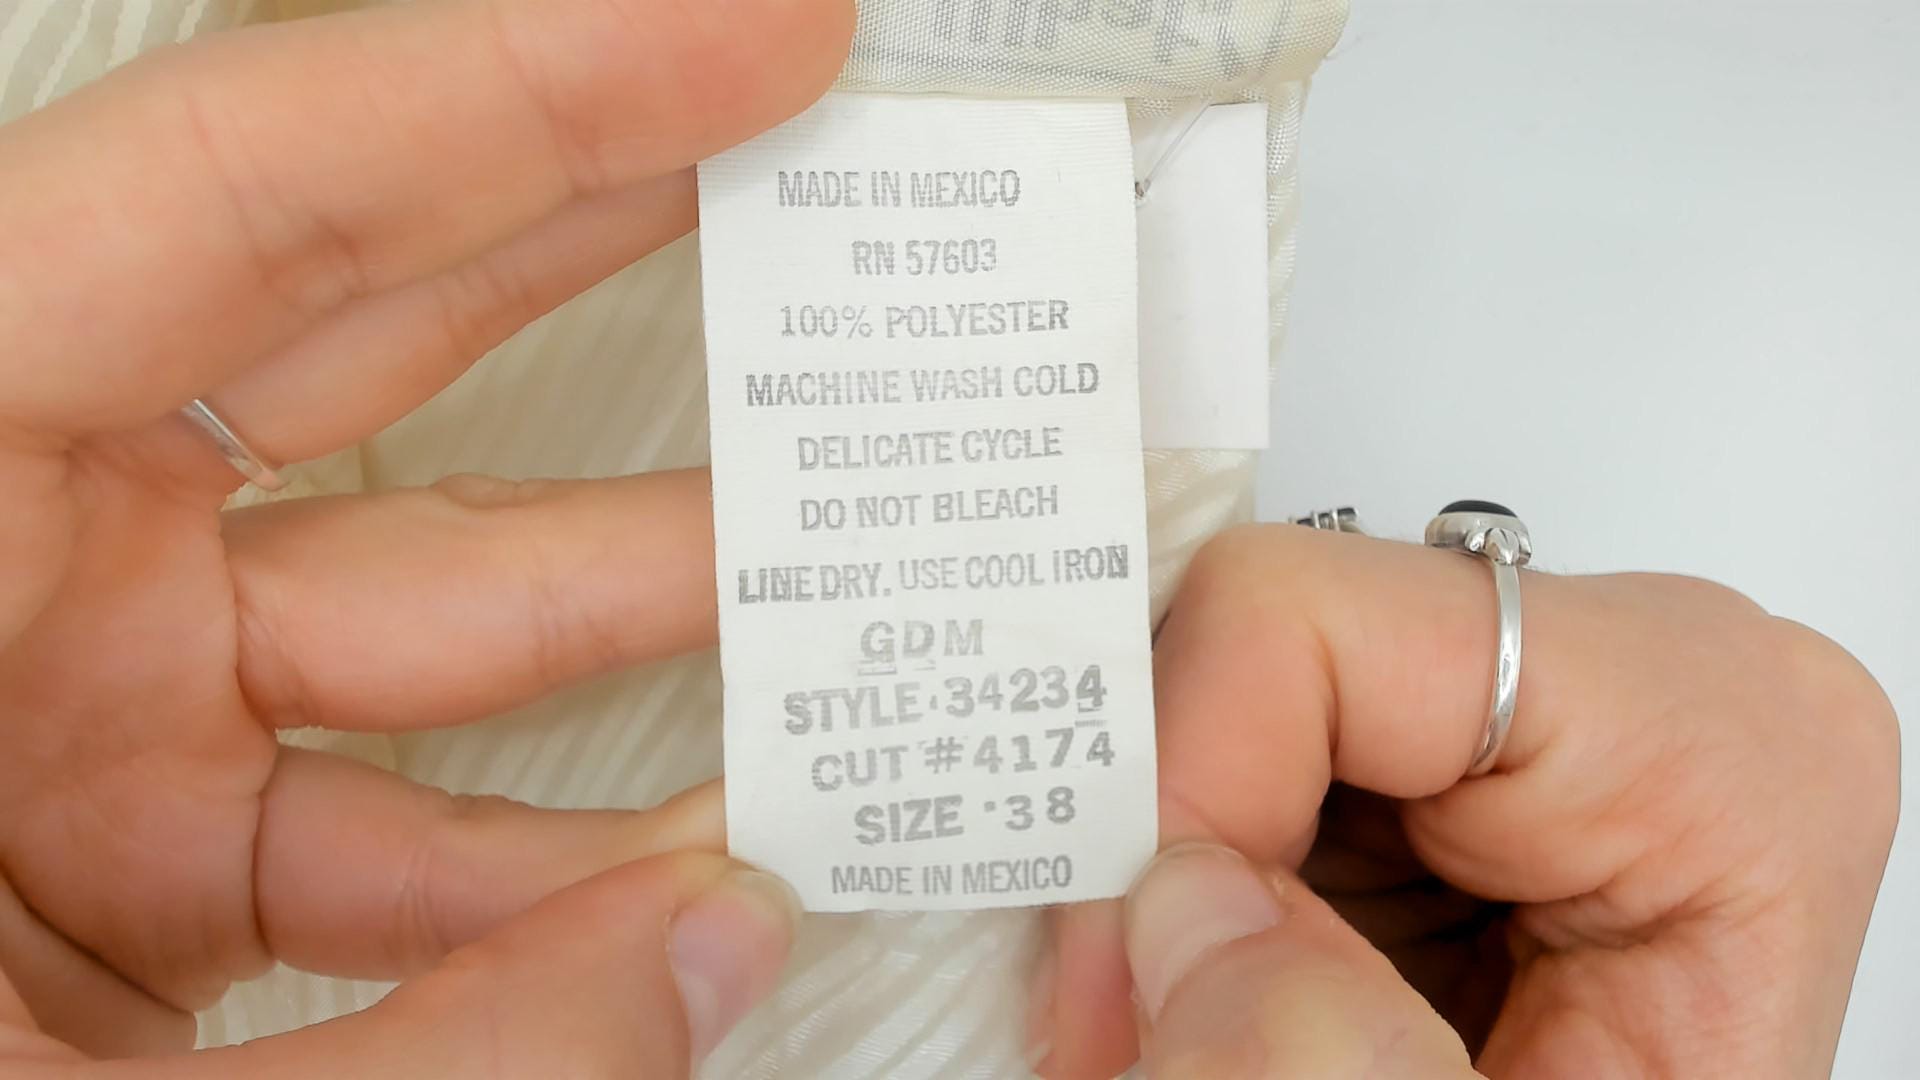 MADE IN MEXICO
RN 57603
100% POLYESTER
MACHINE WASH COLD
DELICATE CYCLE
DO NOT BLEACH
LINE DRY. USE COOL IRON
GDM
STYLE·34234
CUT #4174
SIZE ·38
MADE IN MEXICO